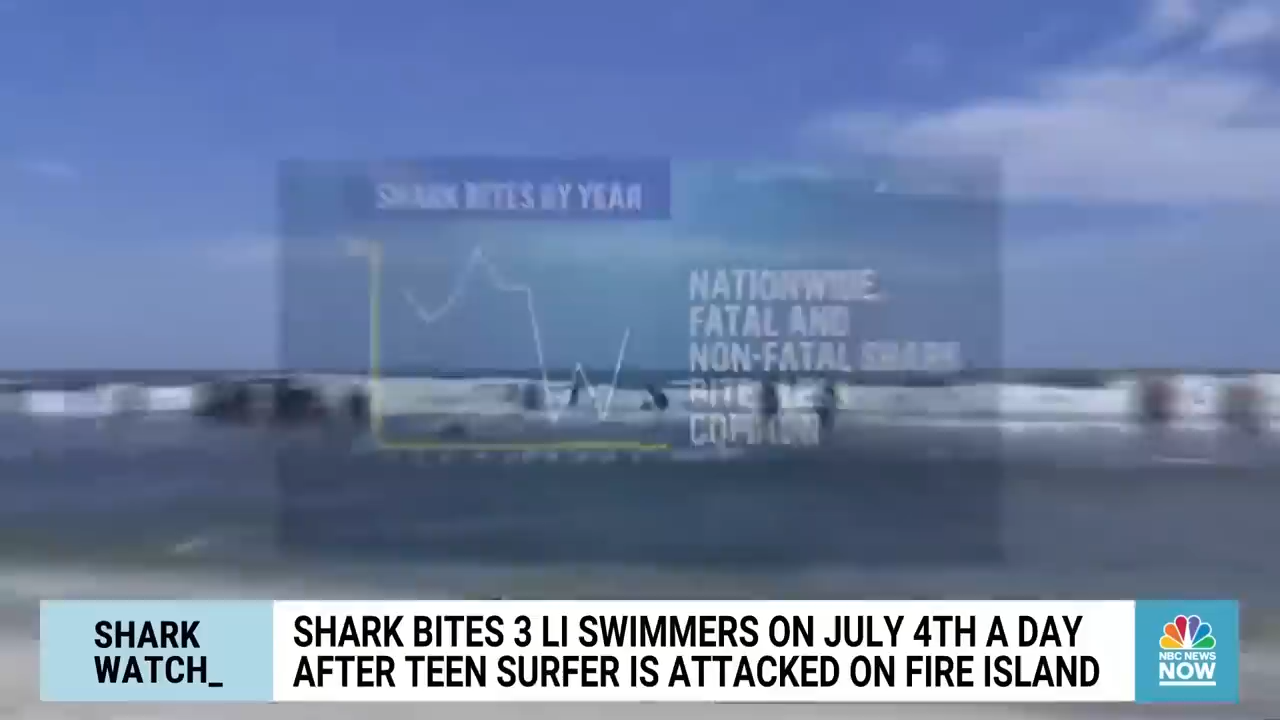 SHARK BITES BY YEAR
NATIONWIDE,
FATAL AND
NON-FATAL SHARK
COMMON
SHARK
WATCH_
SHARK BITES 3 LI SWIMMERS ON JULY 4TH A DAY
AFTER TEEN SURFER IS ATTACKED ON FIRE ISLAND
NBC NEWS
NOW